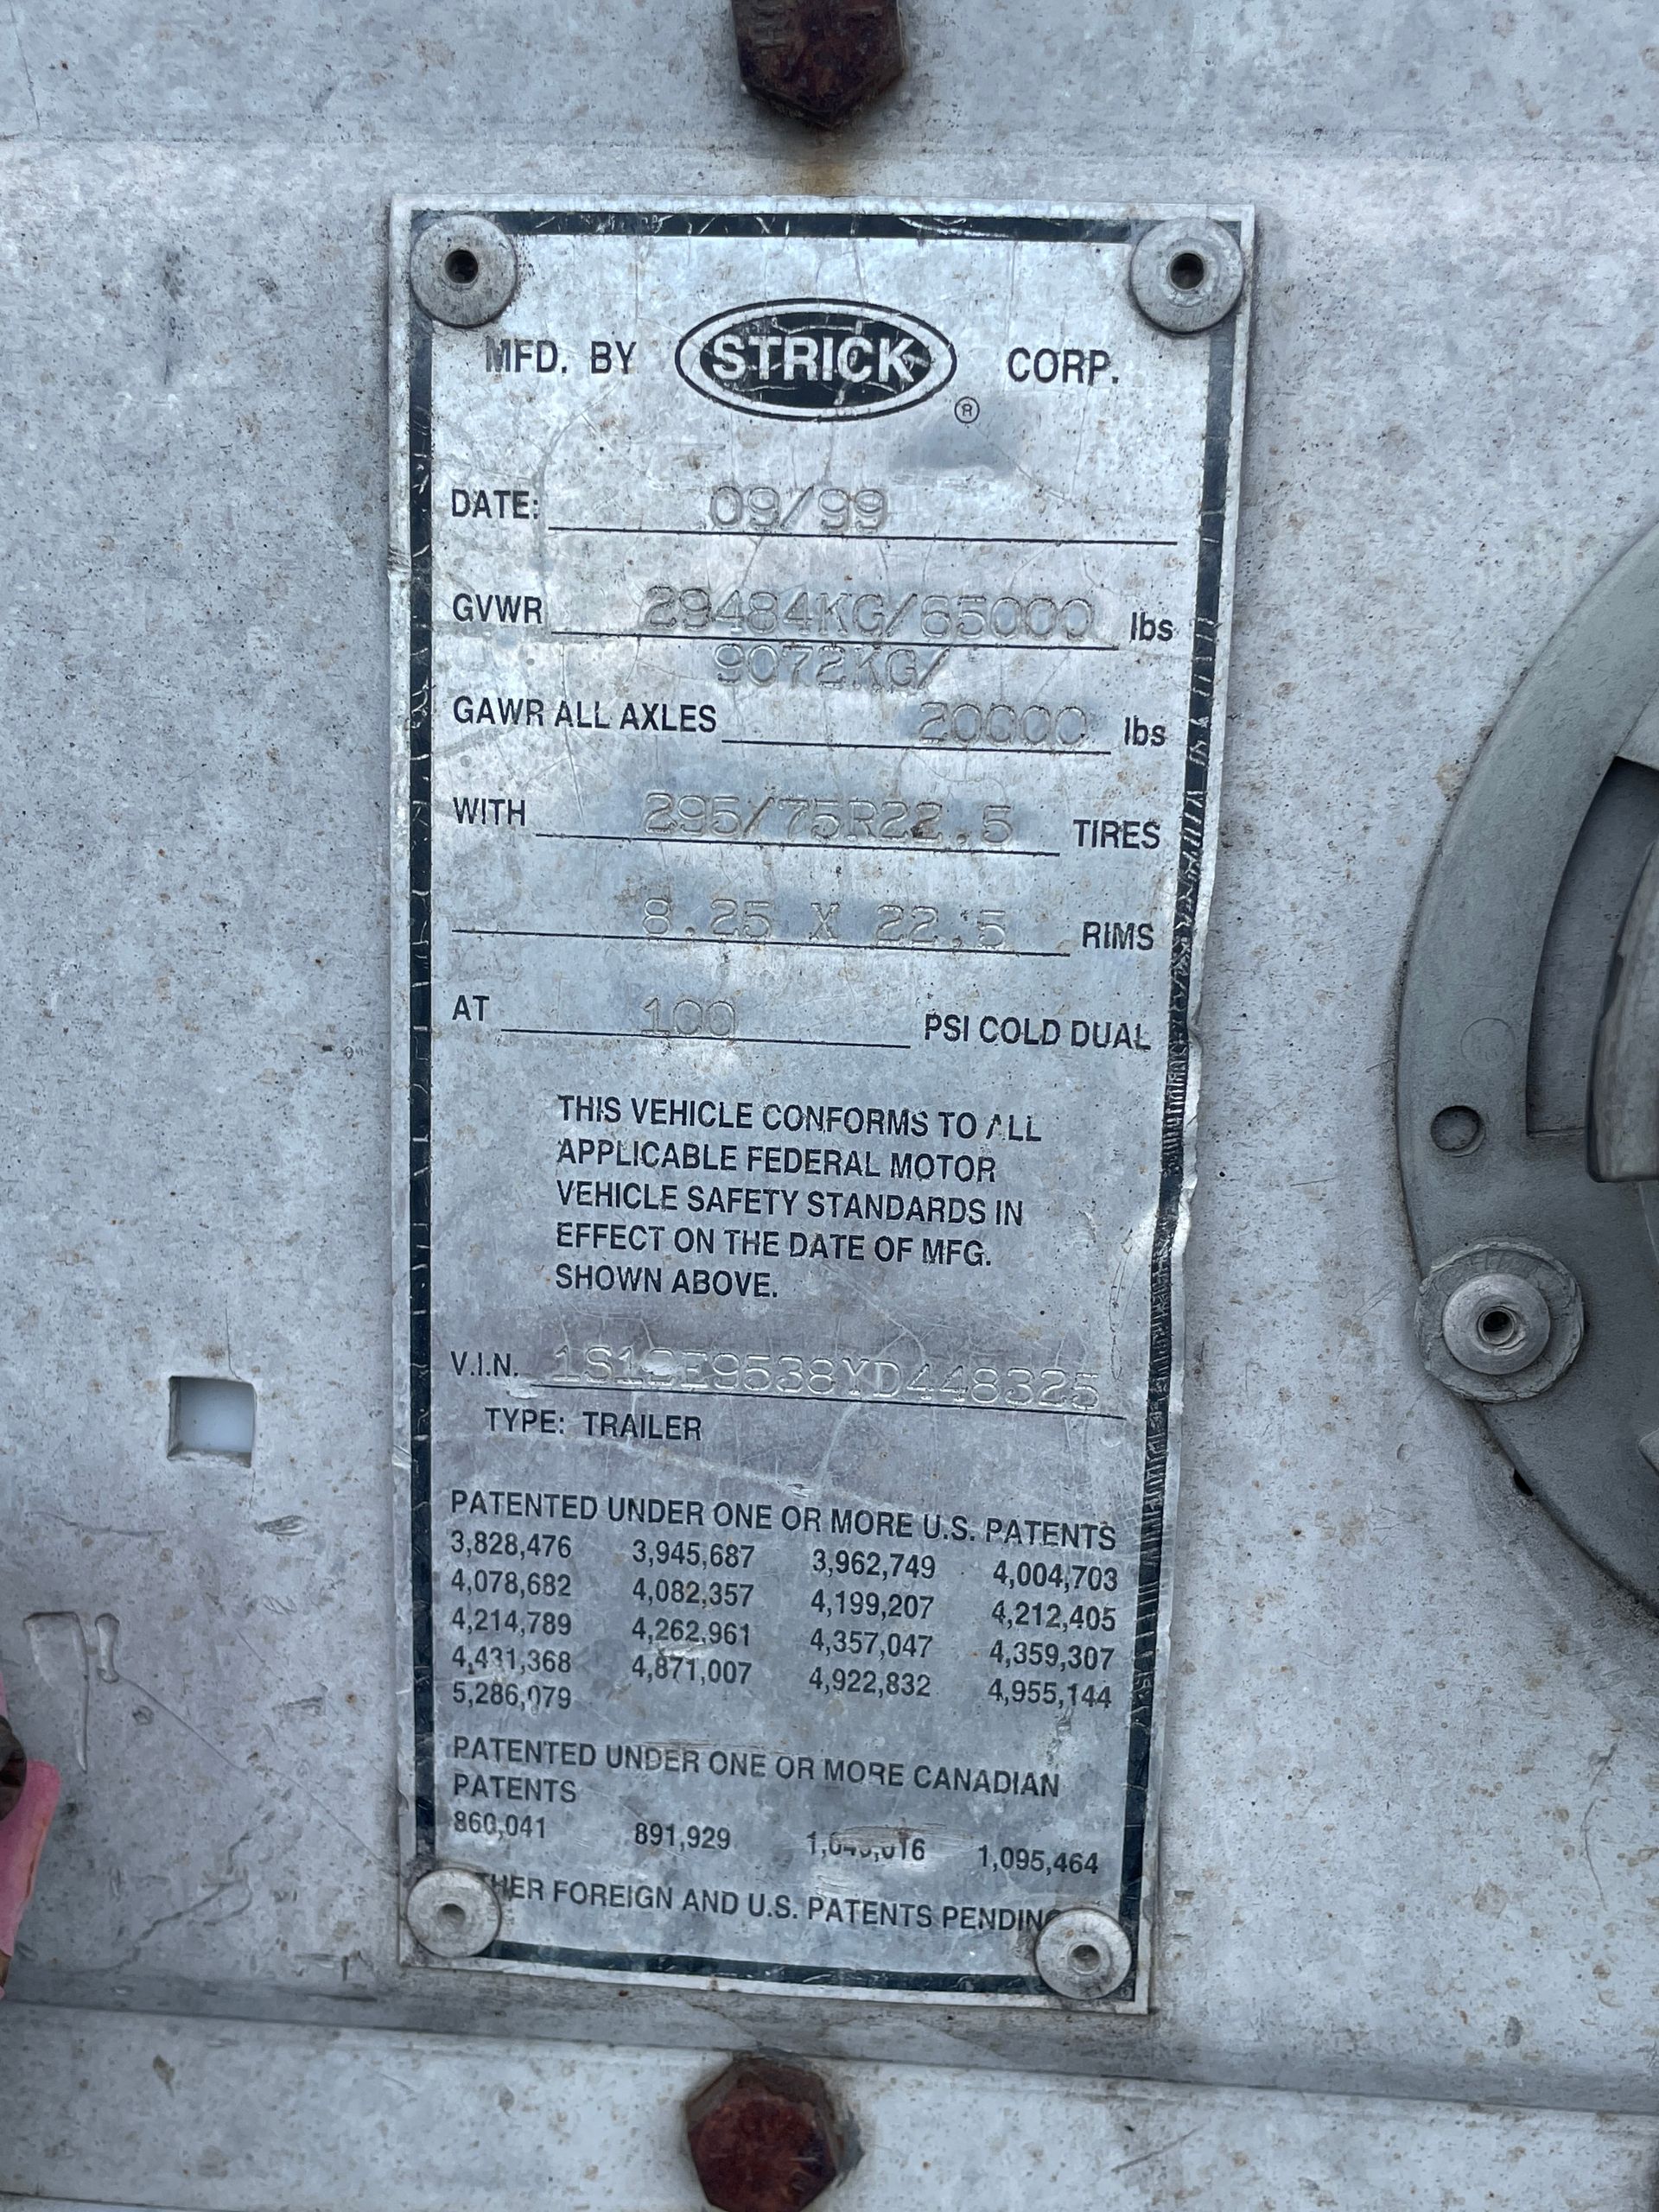 MFD. BY STRICK ® CORP.
DATE: 09/99
GVWR 29484KG/65000 lbs
9072KG/
GAWR ALL AXLES 20000 lbs
WITH 295/75R22.5 TIRES
8.25 X 22.5 RIMS
AT 100 PSI COLD DUAL
THIS VEHICLE CONFORMS TO ALL
APPLICABLE FEDERAL MOTOR
VEHICLE SAFETY STANDARDS IN
EFFECT ON THE DATE OF MFG.
SHOWN ABOVE.
V.I.N. 1S12E9538YD448325
TYPE: TRAILER
PATENTED UNDER ONE OR MORE U.S. PATENTS
3,828,476 3,945,687 3,962,749 4,004,703
4,078,682 4,082,357 4,199,207 4,212,405
4,214,789 4,262,961 4,357,047 4,359,307
4,431,368 4,871,007 4,922,832 4,955,144
5,286,079
PATENTED UNDER ONE OR MORE CANADIAN
PATENTS
860,041 891,929 1,095,464
FOREIGN AND U.S. PATENTS PENDING